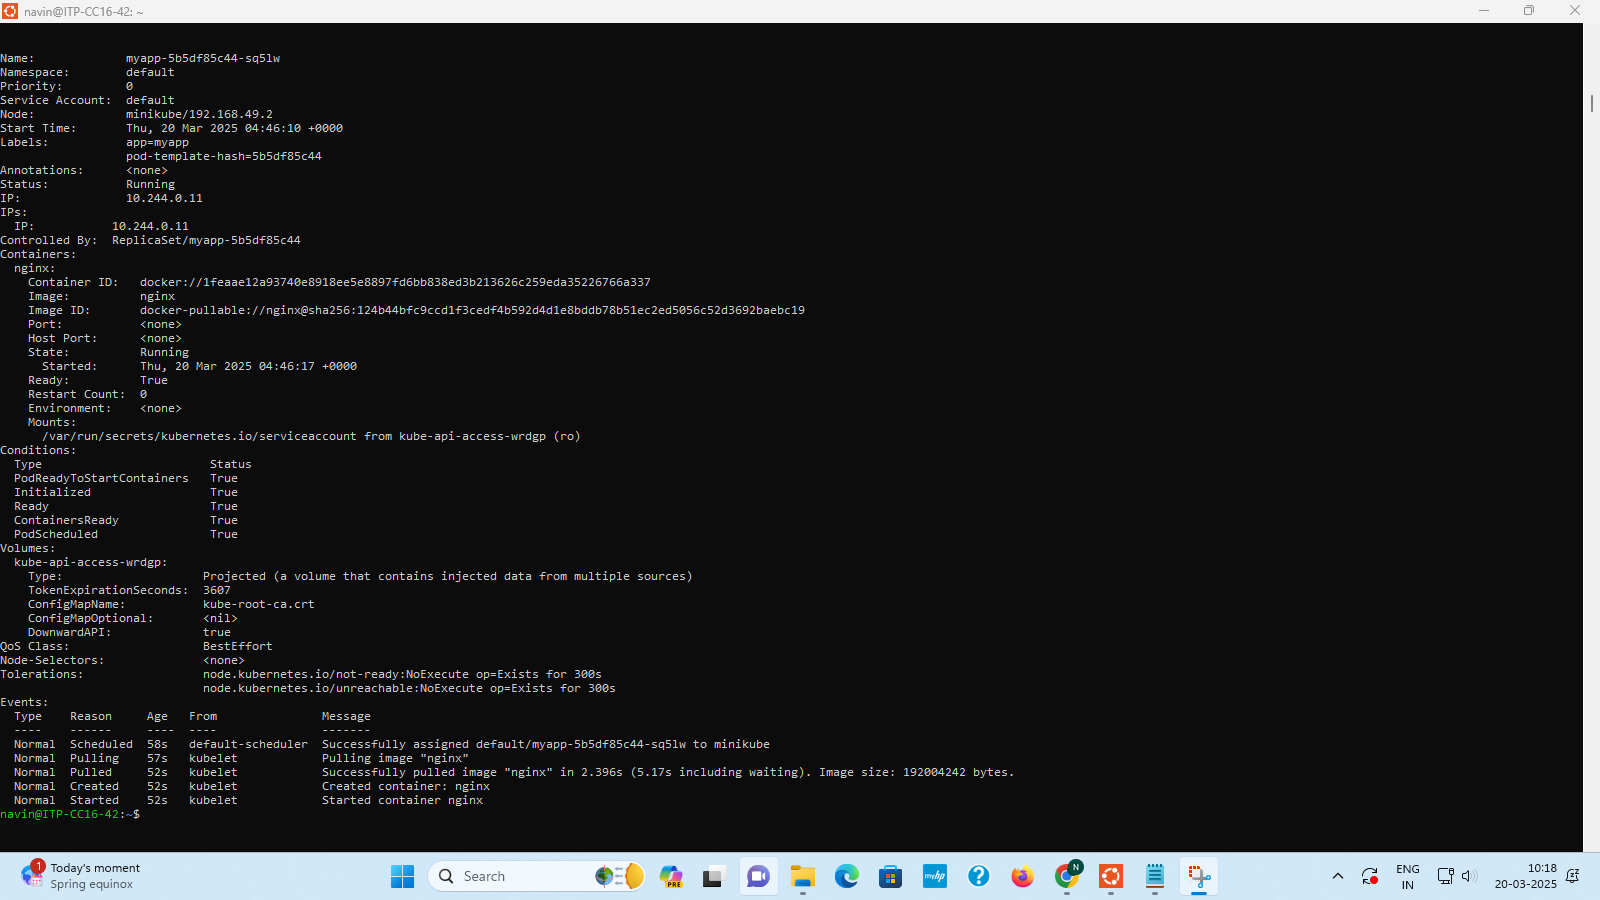 navin@ITP-CC16-42: ~
Name:             myapp-5b5df85c44-sq5lw
Namespace:        default
Priority:         0
Service Account:  default
Node:             minikube/192.168.49.2
Start Time:       Thu, 20 Mar 2025 04:46:10 +0000
Labels:           app=myapp
                  pod-template-hash=5b5df85c44
Annotations:      <none>
Status:           Running
IP:               10.244.0.11
IPs:
  IP:           10.244.0.11
Controlled By:  ReplicaSet/myapp-5b5df85c44
Containers:
  nginx:
    Container ID:   docker://1feaae12a93740e8918ee5e8897fd6bb838ed3b213626c259eda35226766a337
    Image:          nginx
    Image ID:       docker-pullable://nginx@sha256:124b44bfc9ccd1f3cedf4b592d4d1e8bddb78b51ec2ed5056c52d3692baebc19
    Port:           <none>
    Host Port:      <none>
    State:          Running
      Started:      Thu, 20 Mar 2025 04:46:17 +0000
    Ready:          True
    Restart Count:  0
    Environment:    <none>
    Mounts:
      /var/run/secrets/kubernetes.io/serviceaccount from kube-api-access-wrdgp (ro)
Conditions:
  Type                        Status
  PodReadyToStartContainers   True
  Initialized                 True
  Ready                       True
  ContainersReady             True
  PodScheduled                True
Volumes:
  kube-api-access-wrdgp:
    Type:                    Projected (a volume that contains injected data from multiple sources)
    TokenExpirationSeconds:  3607
    ConfigMapName:           kube-root-ca.crt
    ConfigMapOptional:       <nil>
    DownwardAPI:             true
QoS Class:                   BestEffort
Node-Selectors:              <none>
Tolerations:                 node.kubernetes.io/not-ready:NoExecute op=Exists for 300s
                             node.kubernetes.io/unreachable:NoExecute op=Exists for 300s
Events:
  Type    Reason     Age   From               Message
  ----    ------     ----  ----               -------
  Normal  Scheduled  58s   default-scheduler  Successfully assigned default/myapp-5b5df85c44-sq5lw to minikube
  Normal  Pulling    57s   kubelet            Pulling image "nginx"
  Normal  Pulled     52s   kubelet            Successfully pulled image "nginx" in 2.396s (5.17s including waiting). Image size: 192004242 bytes.
  Normal  Created    52s   kubelet            Created container: nginx
  Normal  Started    52s   kubelet            Started container nginx
navin@ITP-CC16-42:~$
1
Today's moment
Spring equinox
Search
PRE
myhp
N
ENG
IN
10:18
20-03-2025